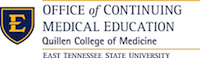 E
OFFICE of CONTINUING
MEDICAL EDUCATION
Quillen College of Medicine
EAST TENNESSEE STATE UNIVERSITY